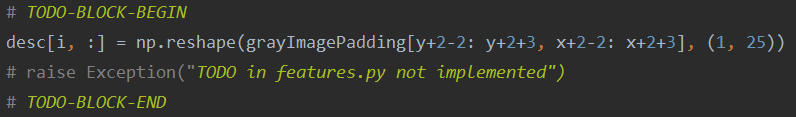 # TODO-BLOCK-BEGIN
desc[i, :] = np.reshape(grayImagePadding[y+2-2: y+2+3, x+2-2: x+2+3], (1, 25))
# raise Exception("TODO in features.py not implemented")
# TODO-BLOCK-END